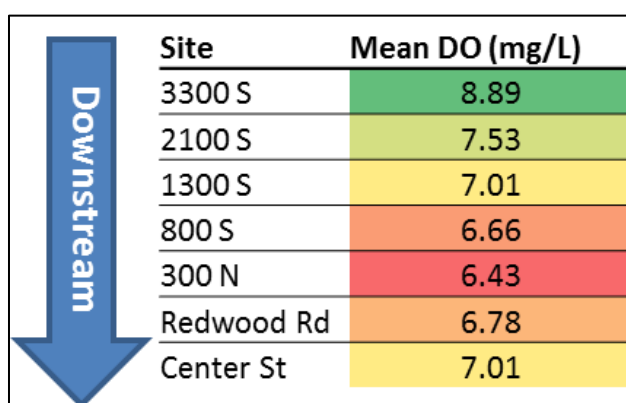 Downstream
Site Mean DO (mg/L)
3300 S 8.89
2100 S 7.53
1300 S 7.01
800 S 6.66
300 N 6.43
Redwood Rd 6.78
Center St 7.01